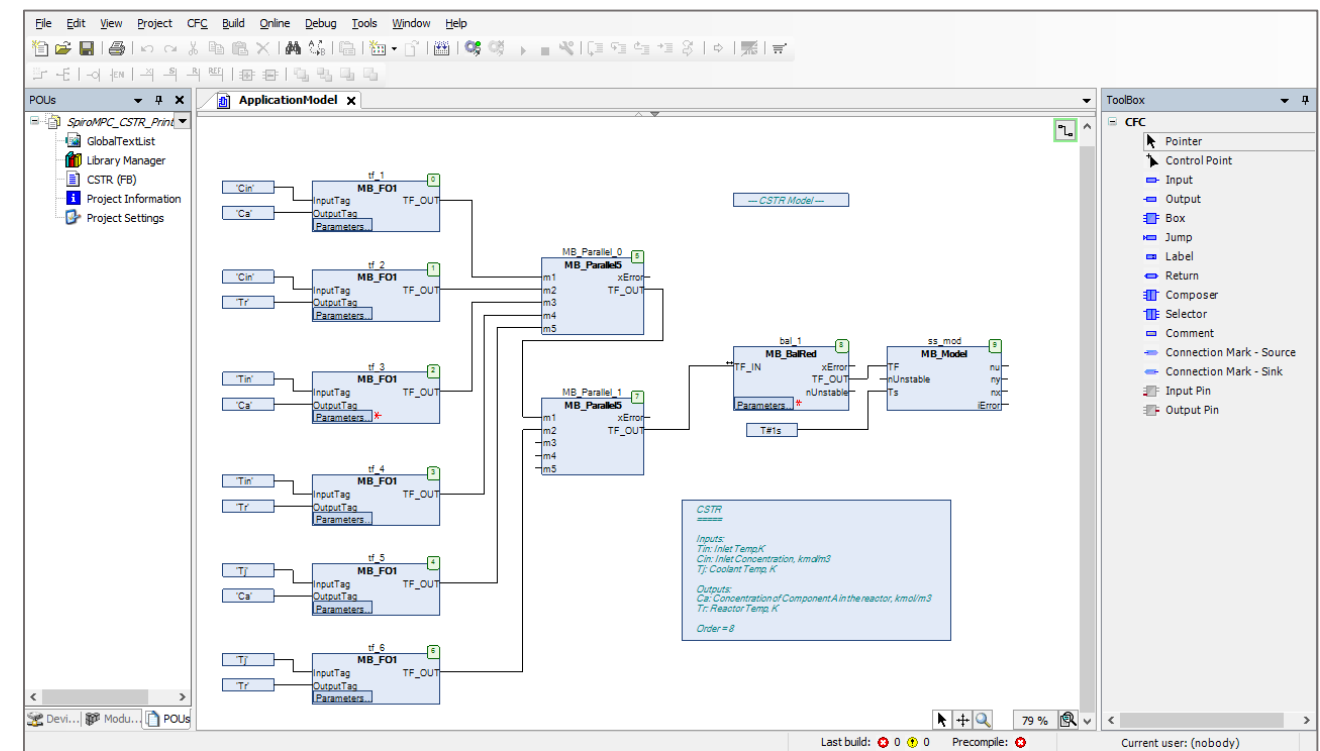 File Edit View Project CFC Build Online Debug Tools Window Help
POUs
SpiroMPC_CSTR_Print
GlobalTextList
Library Manager
CSTR (FB)
Project Information
Project Settings
Devi... Modu... POUs
ApplicationModel
tf_1
0
MB_FO1
'Cin'
InputTag TF_OUT
'Ca'
OutputTag
Parameters...
tf_2
1
MB_FO1
'Cin'
InputTag TF_OUT
'Tr'
OutputTag
Parameters...
tf_3
2
MB_FO1
'Tin'
InputTag TF_OUT
'Ca'
OutputTag
Parameters... *
tf_4
3
MB_FO1
'Tin'
InputTag TF_OUT
'Tr'
OutputTag
Parameters...
tf_5
4
MB_FO1
'Tj'
InputTag TF_OUT
'Ca'
OutputTag
Parameters...
tf_6
6
MB_FO1
'Tj'
InputTag TF_OUT
'Tr'
OutputTag
Parameters...
MB_Parallel_0
MB_Parallel5
m1 xError
m2 TF_OUT
m3
m4
m5
MB_Parallel_1
7
MB_Parallel5
m1 xError
m2 TF_OUT
m3
m4
m5
--- CSTR Model ---
bal_1
MB_BalRed
TF_IN xError
TF_OUT
nUnstable
Parameters... *
T#1s
ss_mod
MB_Model
TF nu
nUnstable ny
Ts nx
iError
CSTR
=====
Inputs:
Tin: Inlet Temp,K
Cin: Inlet Concentration, kmol/m3
Tj: Coolant Temp, K
Outputs:
Ca: Concentration of Component A in the reactor, kmol/m3
Tr: Reactor Temp, K
Order = 8
79 %
ToolBox
CFC
Pointer
Control Point
Input
Output
Box
Jump
Label
Return
Composer
Selector
Comment
Connection Mark - Source
Connection Mark - Sink
Input Pin
Output Pin
Last build: 0 0 Precompile:
Current user: (nobody)